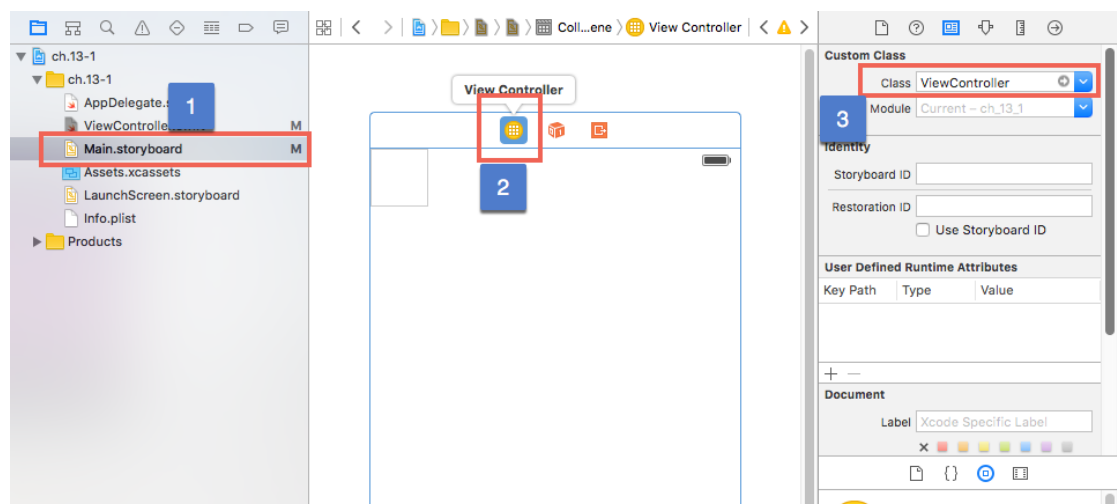 Coll...ene
View Controller
ch.13-1
ch.13-1
AppDelegate.s
1
M
Main.storyboard
M
Assets.xcassets
LaunchScreen.storyboard
Info.plist
Products
View Controller
2
Custom Class
Class ViewController
3
Module Current – ch_13_1
Identity
Storyboard ID
Restoration ID
Use Storyboard ID
User Defined Runtime Attributes
Key Path Type Value
Document
Label Xcode Specific Label